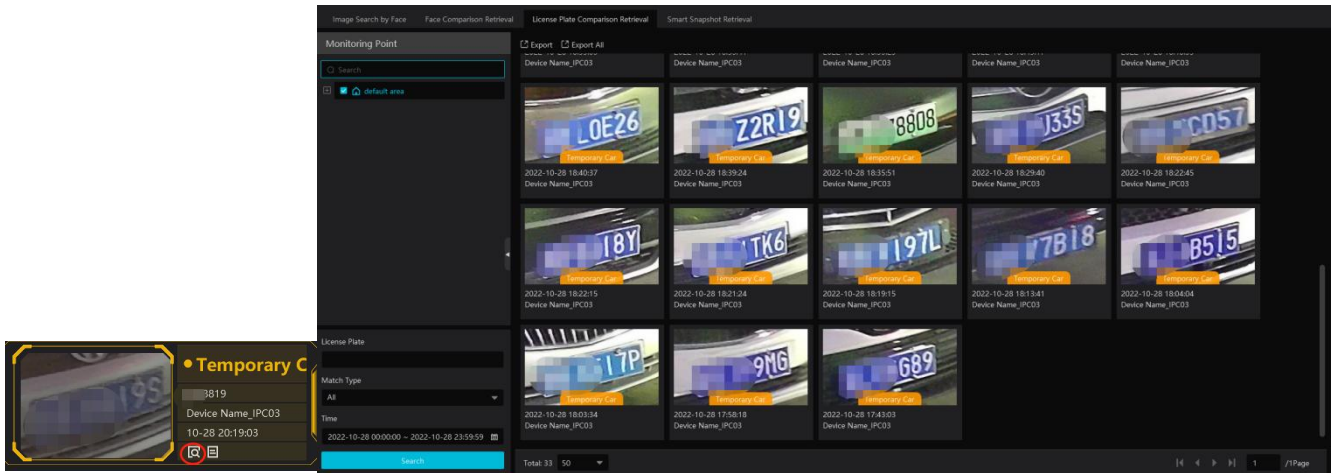 Temporary C
3819
Device Name_IPC03
10-28 20:19:03
Image Search by Face Face Comparison Retrieval License Plate Comparison Retrieval Smart Snapshot Retrieval
Monitoring Point
Search
default area
License Plate
Match Type
All
Time
2022-10-28 00:00:00 ~ 2022-10-28 23:59:59
Search
Export Export All
Device Name_IPC03 Device Name_IPC03 Device Name_IPC03 Device Name_IPC03 Device Name_IPC03
LOE26 Z2R19 8808 J33S CD57
Temporary Car Temporary Car Temporary Car Temporary Car Temporary Car
2022-10-28 18:40:37 2022-10-28 18:39:24 2022-10-28 18:35:51 2022-10-28 18:29:40 2022-10-28 18:22:45
Device Name_IPC03 Device Name_IPC03 Device Name_IPC03 Device Name_IPC03 Device Name_IPC03
18Y TK6 197L 7B18 B515
Temporary Car Temporary Car Temporary Car Temporary Car Temporary Car
2022-10-28 18:22:15 2022-10-28 18:21:24 2022-10-28 18:19:15 2022-10-28 18:13:41 2022-10-28 18:04:04
Device Name_IPC03 Device Name_IPC03 Device Name_IPC03 Device Name_IPC03 Device Name_IPC03
17P 9MG G89
Temporary Car Temporary Car Temporary Car
2022-10-28 18:03:34 2022-10-28 17:58:18 2022-10-28 17:43:03
Device Name_IPC03 Device Name_IPC03 Device Name_IPC03
Total: 33 50 1 /1Page